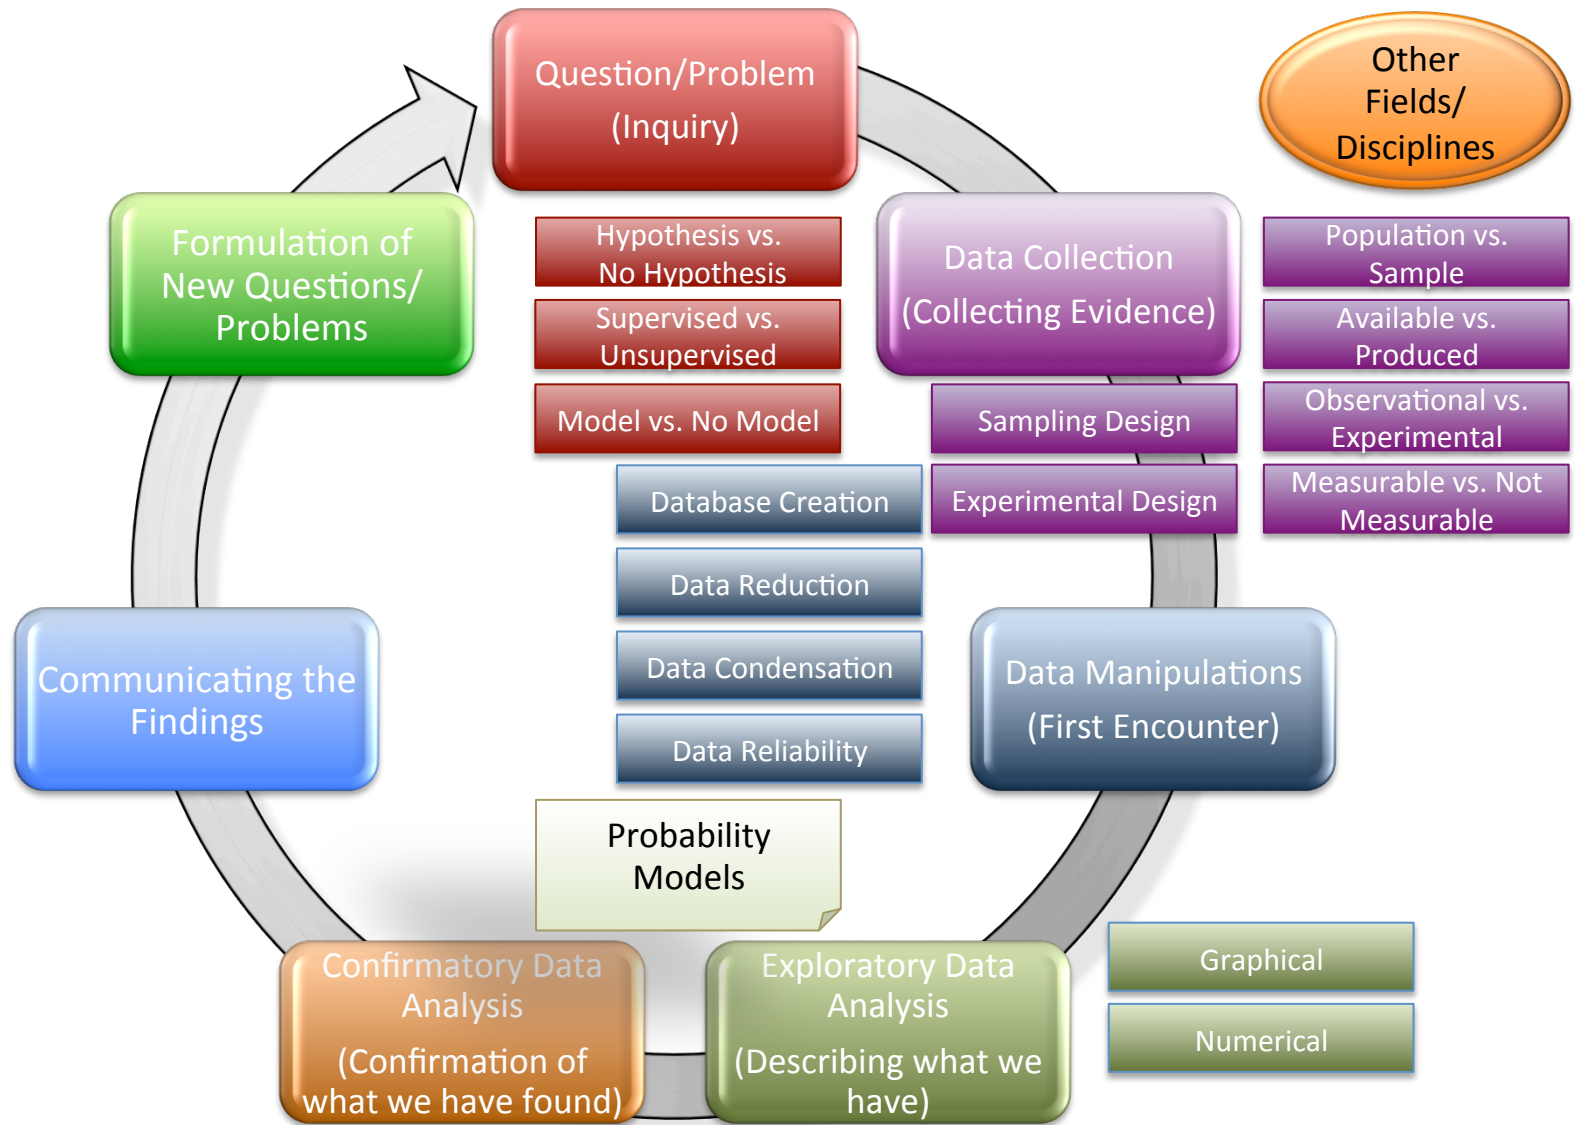 Question/Problem
(Inquiry)
Other
Fields/
Disciplines
Formulation of
New Questions/
Problems
Hypothesis vs.
No Hypothesis
Supervised vs.
Unsupervised
Model vs. No Model
Data Collection
(Collecting Evidence)
Population vs.
Sample
Available vs.
Produced
Observational vs.
Experimental
Measurable vs. Not
Measurable
Sampling Design
Experimental Design
Database Creation
Data Reduction
Data Condensation
Data Reliability
Communicating the
Findings
Data Manipulations
(First Encounter)
Probability
Models
Confirmatory Data
Analysis
(Confirmation of
what we have found)
Exploratory Data
Analysis
(Describing what we
have)
Graphical
Numerical